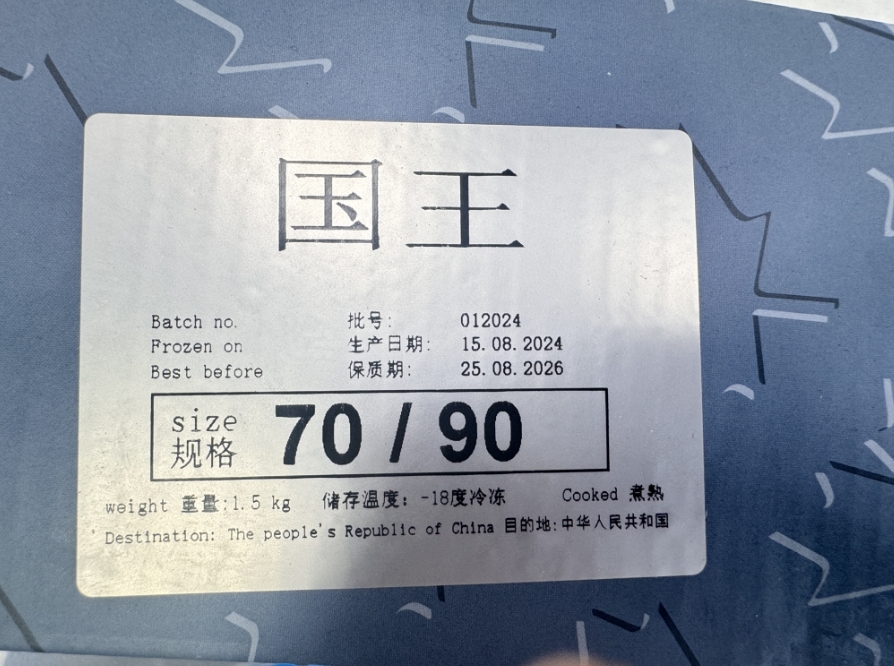 国王
Batch no. 批号: 012024
Frozen on 生产日期: 15.08.2024
Best before 保质期: 25.08.2026
size 规格 70 / 90
weight 重量:1.5 kg 储存温度: -18度冷冻 Cooked 煮熟
Destination: The people's Republic of China 目的地:中华人民共和国